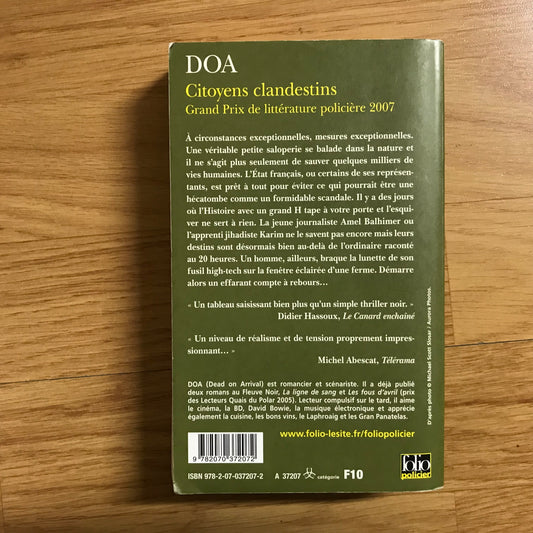 DOA
Citoyens clandestins
Grand Prix de littérature policière 2007
À circonstances exceptionnelles, mesures exceptionnelles.
Une véritable petite saloperie se balade dans la nature et
il ne s'agit plus seulement de sauver quelques milliers de
vies humaines. L'État français, ou certains de ses représen-
tants, est prêt à tout pour éviter ce qui pourrait être une
hécatombe comme un formidable scandale. Il y a des jours
où l'Histoire avec un grand H tape à votre porte et l'esqui-
ver ne sert à rien. La jeune journaliste Amel Balhimer ou
l'apprenti jihadiste Karim ne le savent pas encore mais leurs
destins sont désormais bien au-delà de l'ordinaire raconté
au 20 heures. Un homme, ailleurs, braque la lunette de son
fusil high-tech sur la fenêtre éclairée d'une ferme. Démarre
alors un effarant compte à rebours...
« Un tableau saisissant bien plus qu'un simple thriller noir. »
Didier Hassoux, Le Canard enchaîné
« Un niveau de réalisme et de tension proprement impres-
sionnant... »
Michel Abescat, Télérama
DOA (Dead on Arrival) est romancier et scénariste. Il a déjà publié
deux romans au Fleuve Noir, La ligne de sang et Les fous d'avril (prix
des Lecteurs Quais du Polar 2005). Lecteur compulsif sur le tard, il aime
le cinéma, la BD, David Bowie, la musique électronique et apprécie
également la cuisine, les bons vins, le Laphroaig et les Gran Panatelas.
www.folio-lesite.fr/foliopolicier
9 782070 372072
ISBN 978-2-07-037207-2 A 37207 catégorie F10
folio
policier
D'après photo © Michael Scott Slosar / Aurora Photos.